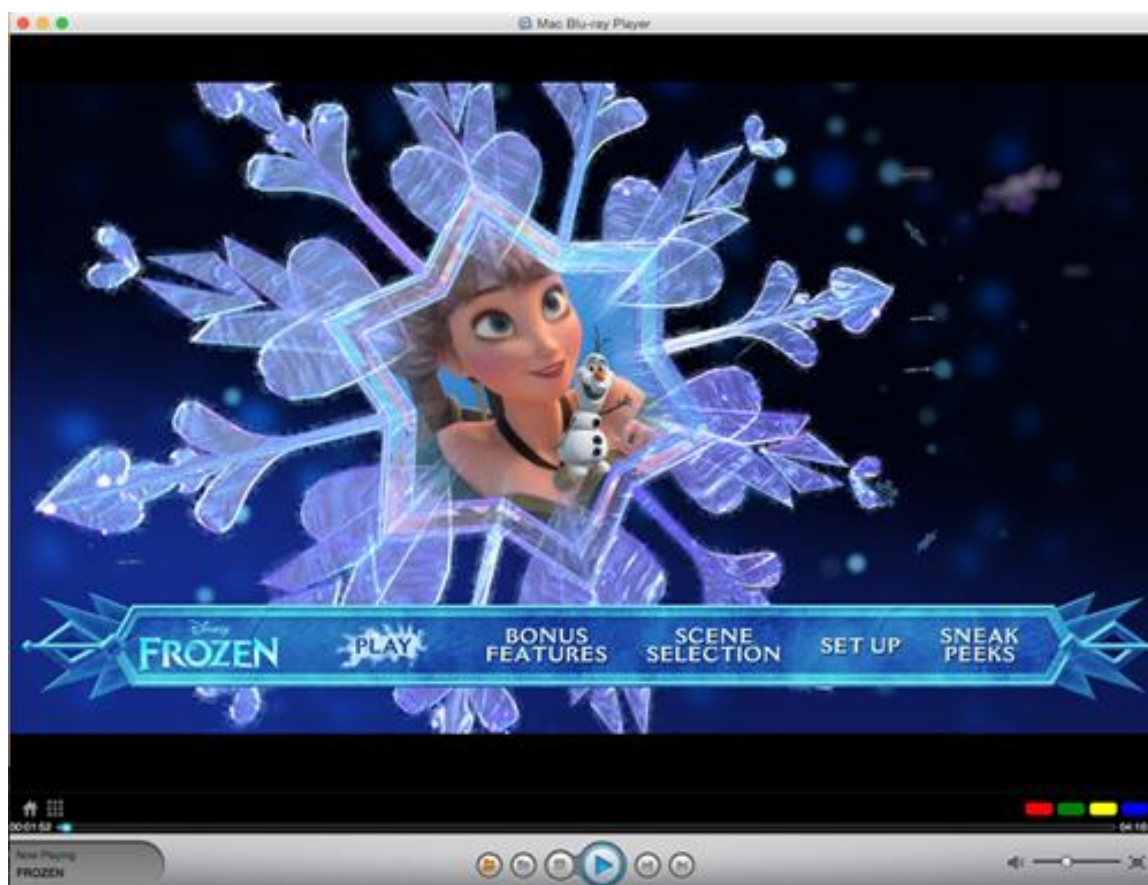 Mac Blu-ray Player
Disney
FROZEN
PLAY
BONUS
FEATURES
SCENE
SELECTION
SET UP
SNEAK
PEEKS
00:01:52
Now Playing
FROZEN